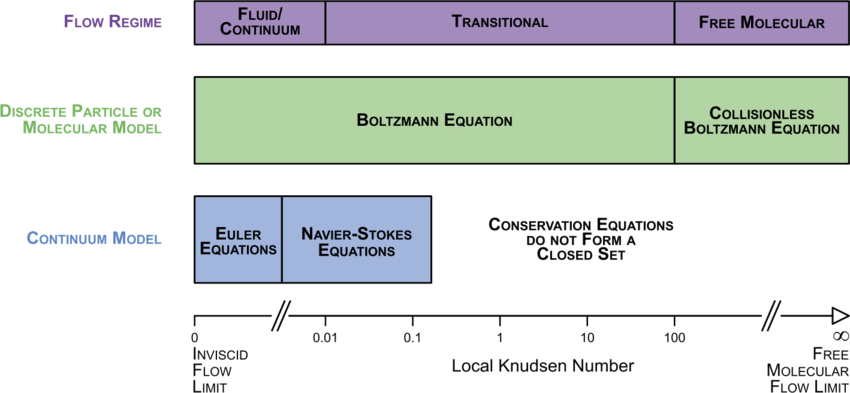 Flow Regime
Fluid/
Continuum
Transitional
Free Molecular
Discrete Particle or
Molecular Model
Boltzmann Equation
Collisionless
Boltzmann Equation
Continuum Model
Euler
Equations
Navier-Stokes
Equations
Conservation Equations
do not Form a
Closed Set
0
0.01
0.1
1
10
100
∞
Inviscid
Flow
Limit
Local Knudsen Number
Free
Molecular
Flow Limit